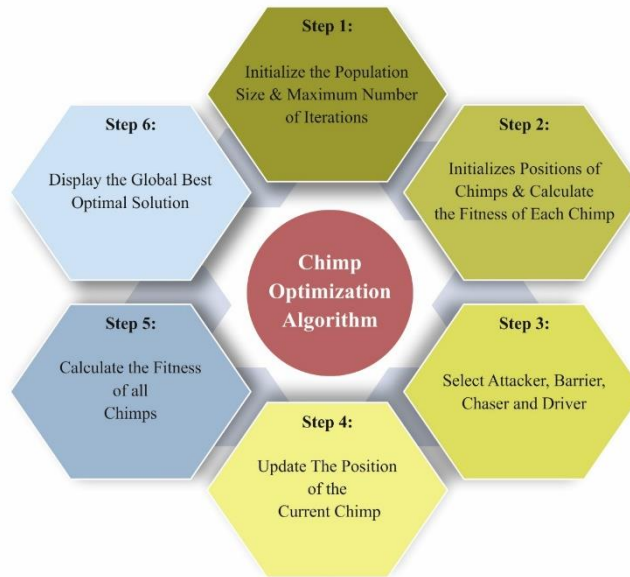 Step 1:
Initialize the Population
Size & Maximum Number
of Iterations
Step 2:
Initializes Positions of
Chimps & Calculate
the Fitness of Each Chimp
Step 3:
Select Attacker, Barrier,
Chaser and Driver
Step 4:
Update The Position
of the
Current Chimp
Step 5:
Calculate the Fitness
of all
Chimps
Step 6:
Display the Global Best
Optimal Solution
Chimp
Optimization
Algorithm